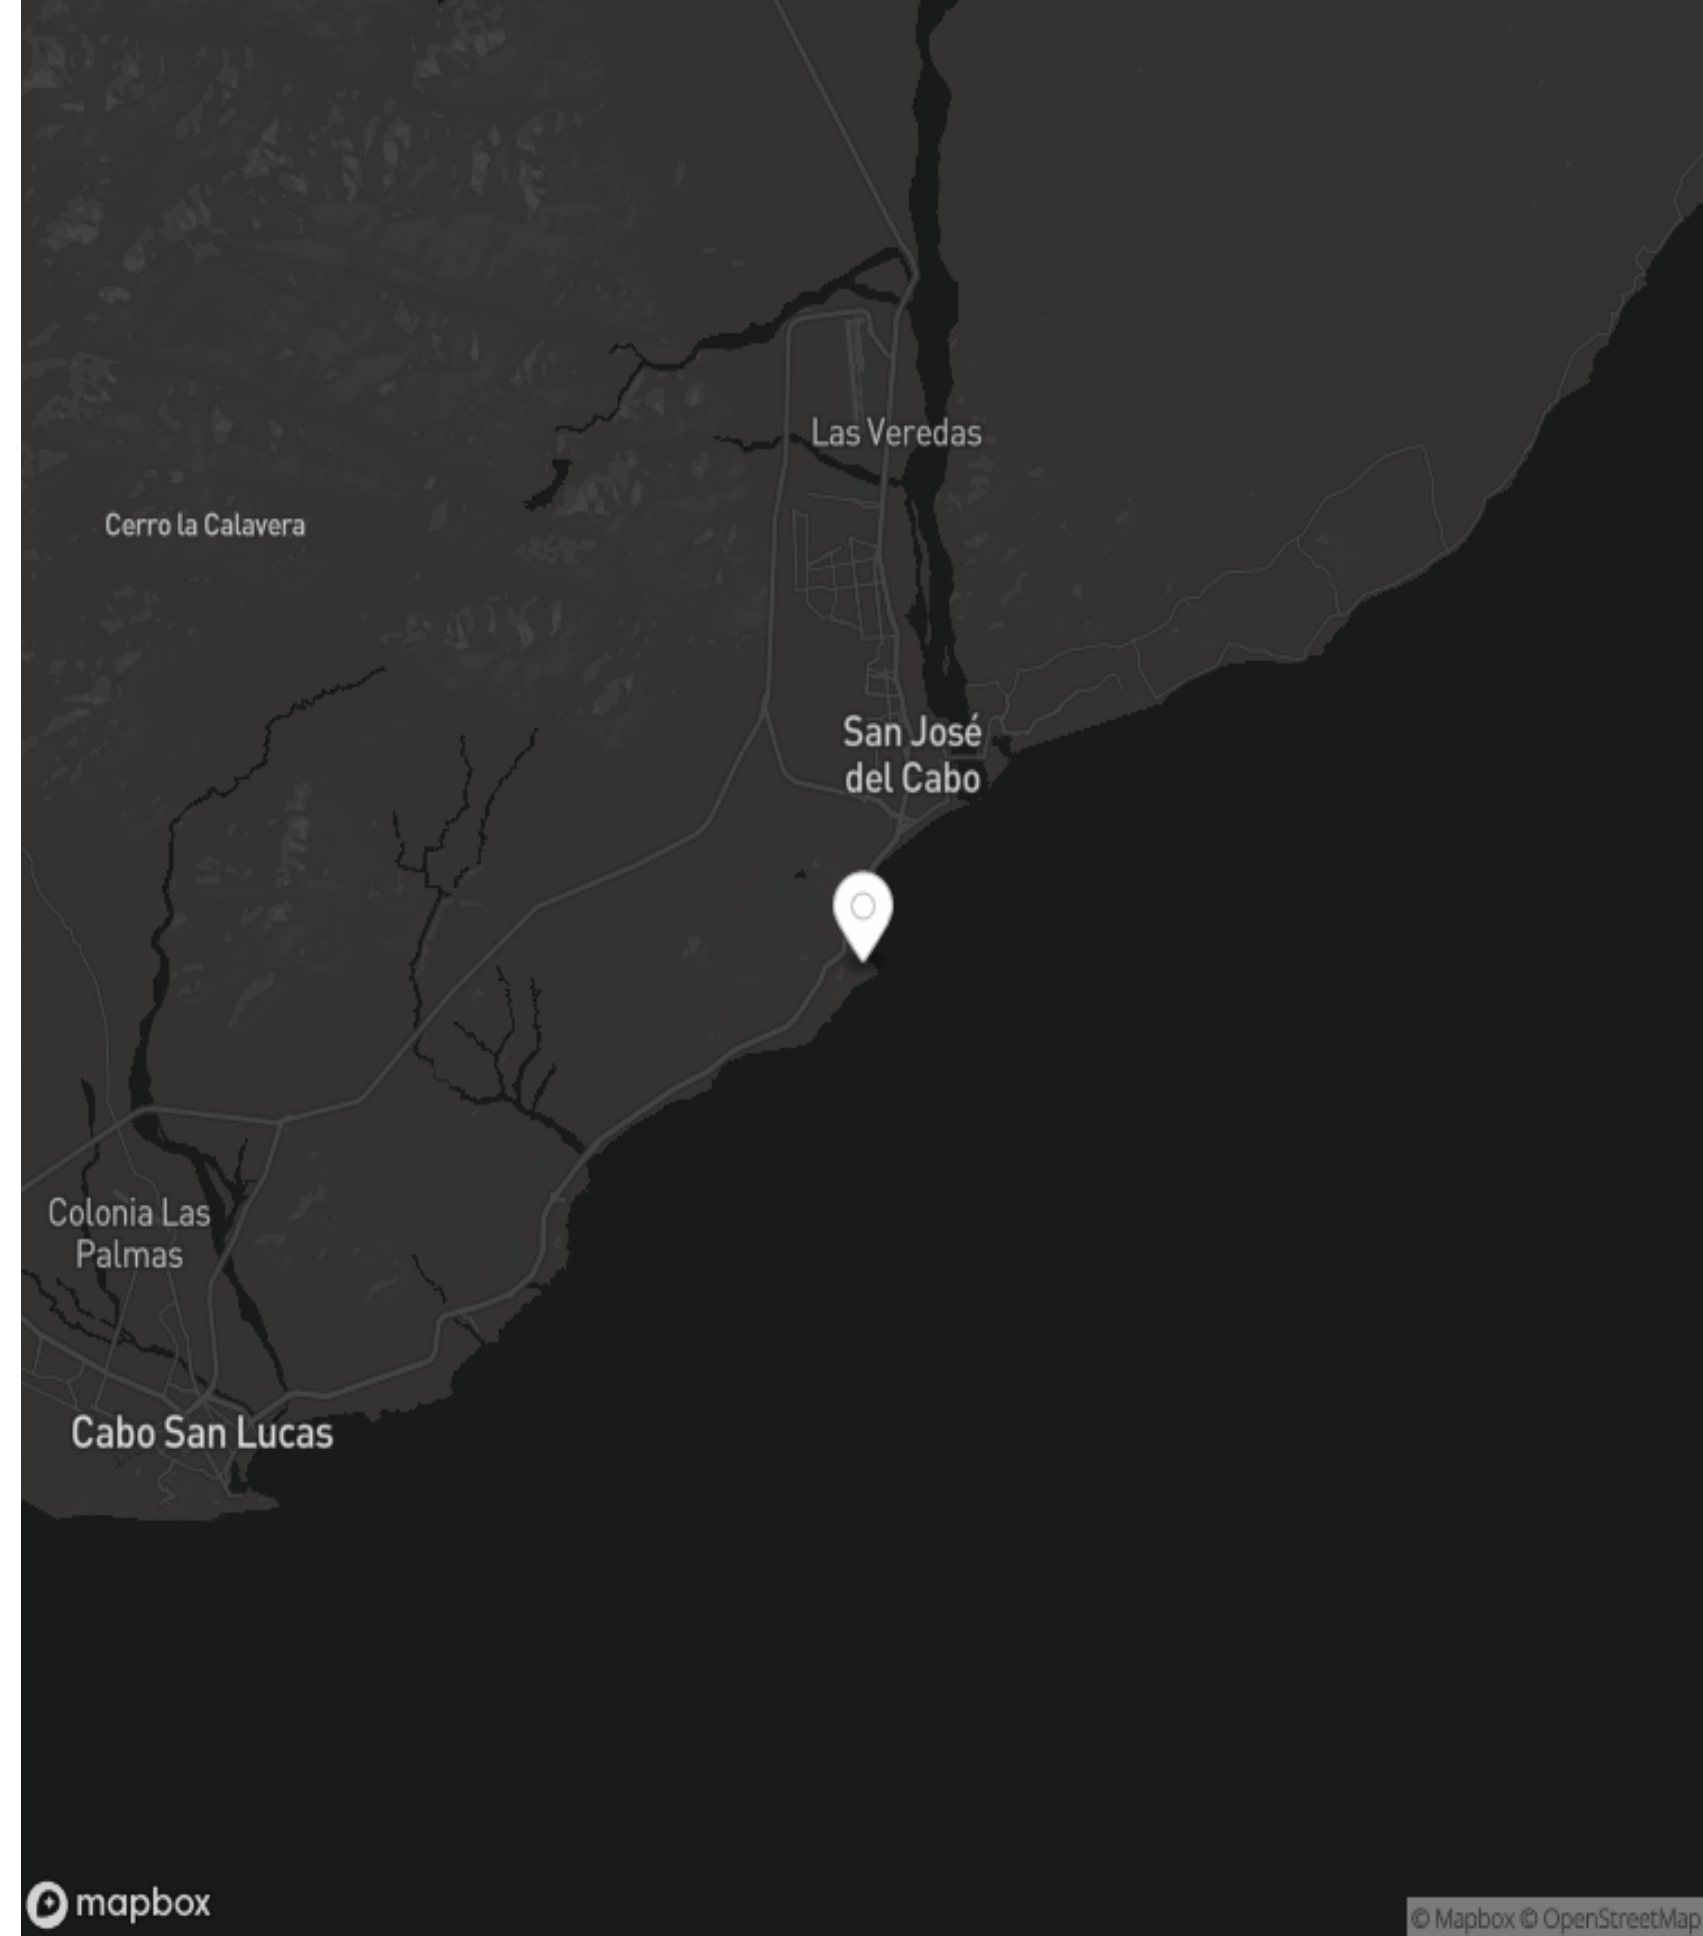 Las Veredas
Cerro la Calavera
San José
del Cabo
Colonia Las
Palmas
Cabo San Lucas
mapbox
© Mapbox © OpenStreetMap